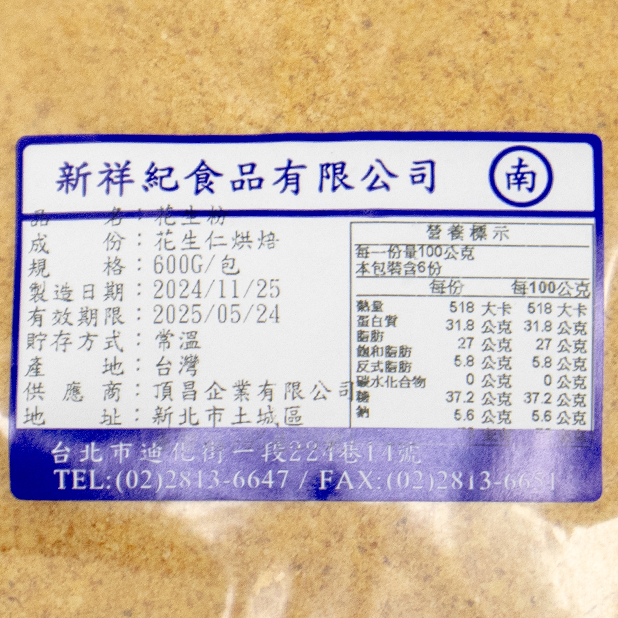 新祥紀食品有限公司 南
品名:花生粉
成份:花生仁烘焙
規格:600G/包
製造日期:2024/11/25
有效期限:2025/05/24
貯存方式:常溫
產地:台灣
供應商:頂昌企業有限公司
地址:新北市土城區
營養標示
每一份量100公克
本包裝含6份
每份 每100公克
熱量 518 大卡 518 大卡
蛋白質 31.8 公克 31.8 公克
脂肪 27 公克 27 公克
飽和脂肪 5.8 公克 5.8 公克
反式脂肪 0 公克 0 公克
碳水化合物 37.2 公克 37.2 公克
糖 5.6 公克 5.6 公克
鈉
台北市迪化街一段224巷14號
TEL:(02)2813-6647 / FAX:(02)2813-6651